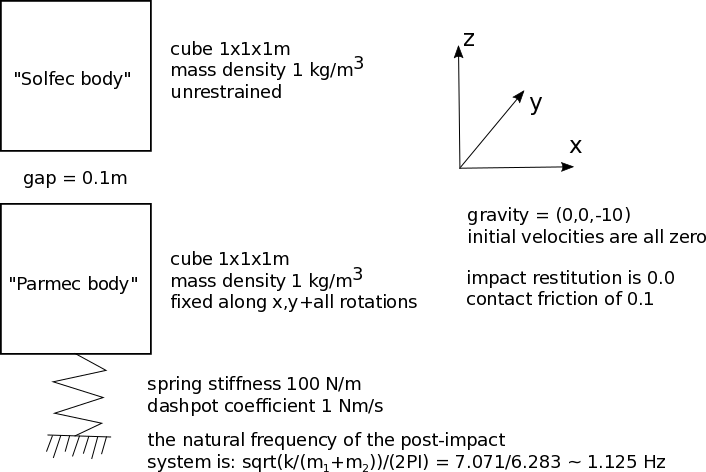 "Solfec body"
cube 1x1x1m
mass density 1 kg/m³
unrestrained
gap = 0.1m
z
y
x
gravity = (0,0,-10)
initial velocities are all zero
impact restitution is 0.0
contact friction of 0.1
"Parmec body"
cube 1x1x1m
mass density 1 kg/m³
fixed along x,y+all rotations
spring stiffness 100 N/m
dashpot coefficient 1 Nm/s
the natural frequency of the post-impact
system is: sqrt(k/(m₁+m₂))/(2PI) = 7.071/6.283 ~ 1.125 Hz